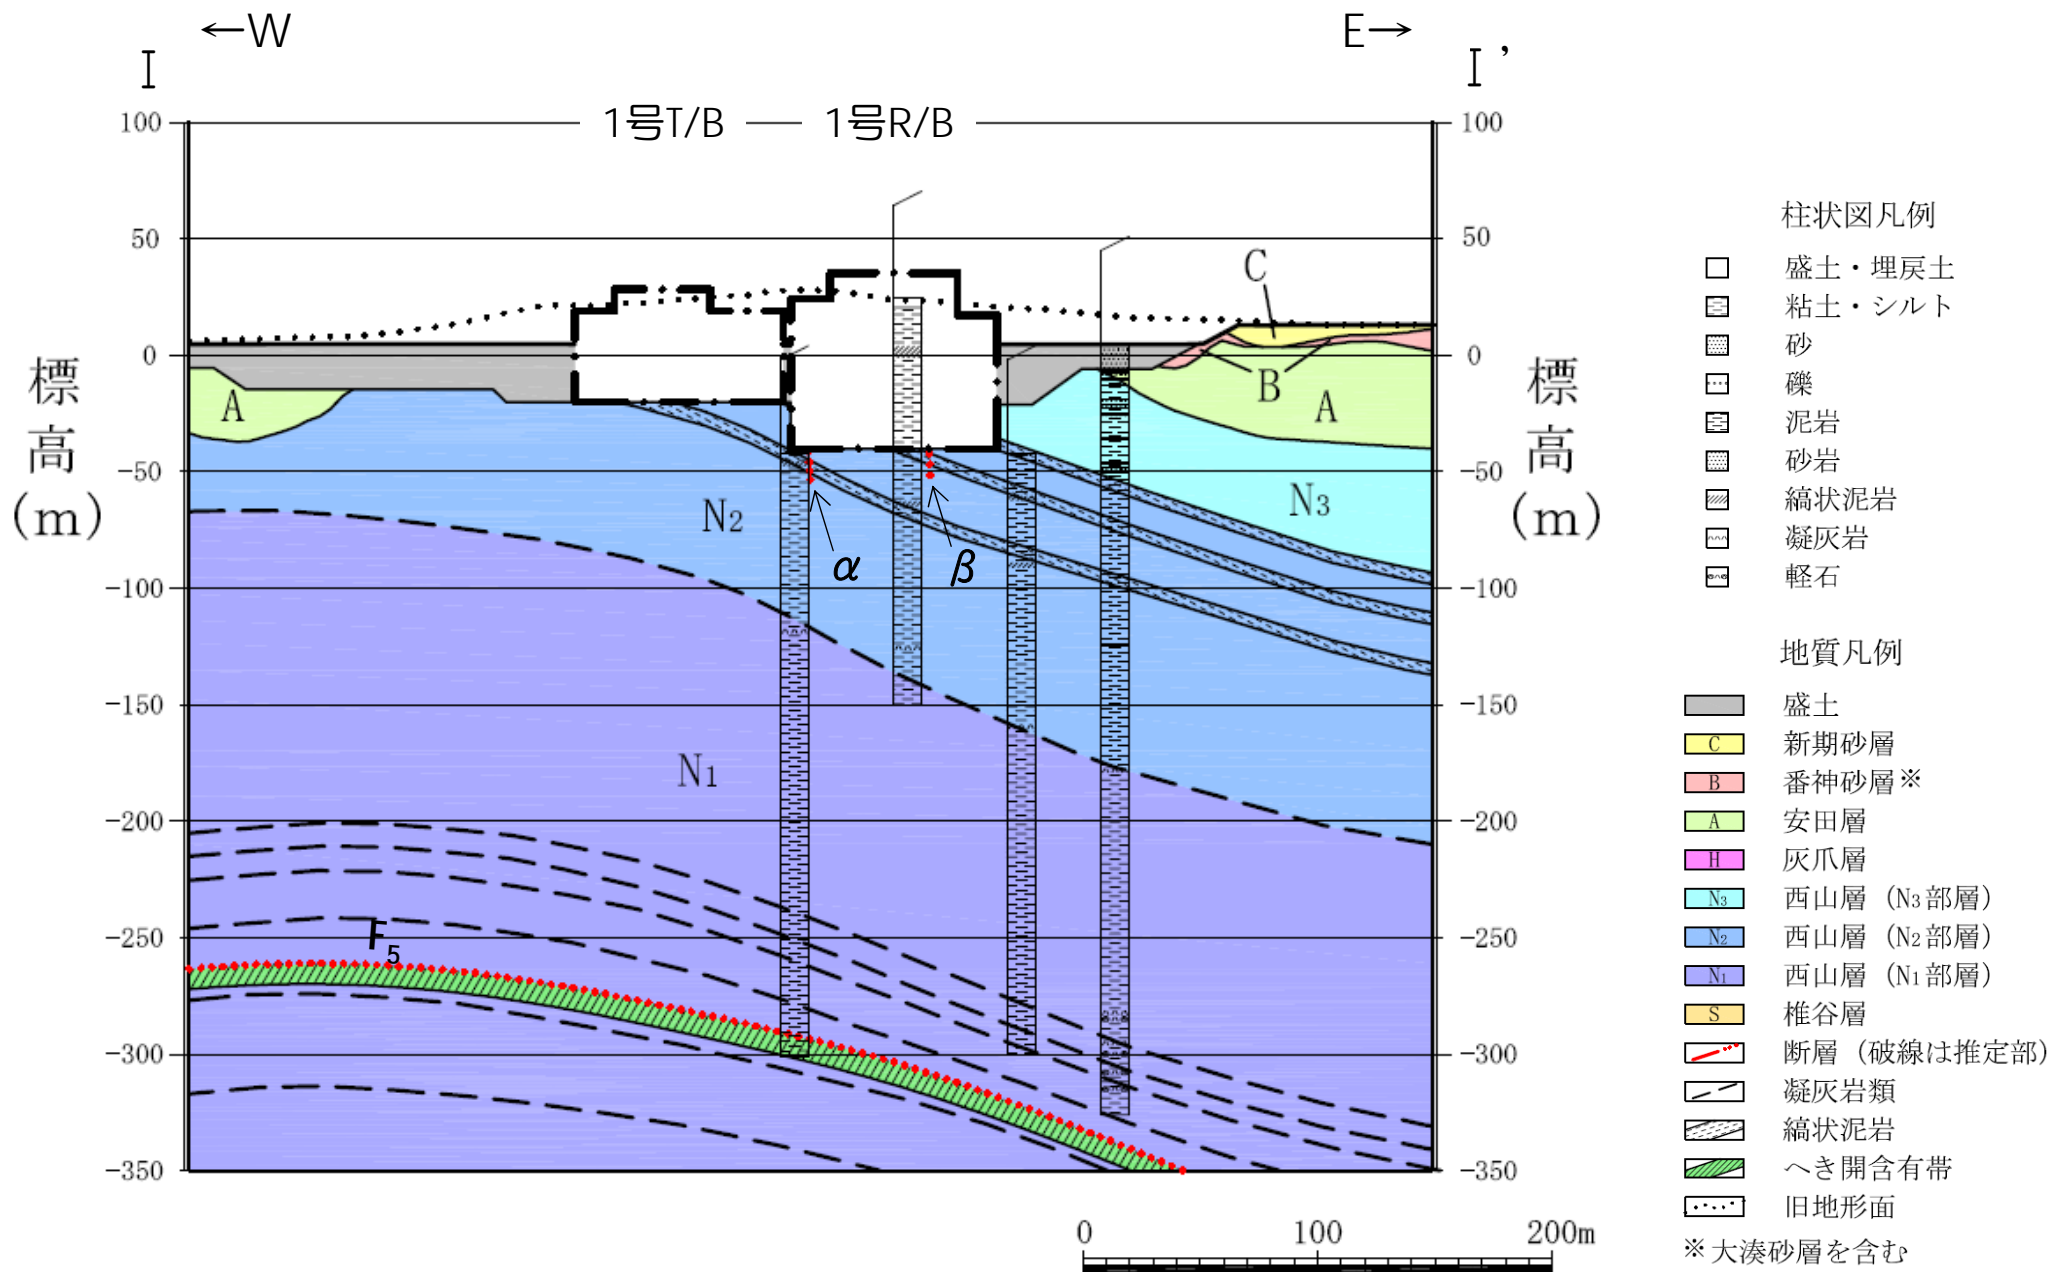 ←W
E→
I
I’
1号T/B
1号R/B
100
50
0
−50
−100
−150
−200
−250
−300
−350
標高(m)
100
50
0
−50
−100
−150
−200
−250
−300
−350
標高(m)
A
C
B
A
N3
N2
α
β
N1
F5
0 100 200m
柱状図凡例
盛土・埋戻土
粘土・シルト
砂
礫
泥岩
砂岩
縞状泥岩
凝灰岩
軽石
地質凡例
盛土
C 新期砂層
B 番神砂層※
A 安田層
H 灰爪層
N3 西山層（N3部層）
N2 西山層（N2部層）
N1 西山層（N1部層）
S 椎谷層
断層（破線は推定部）
凝灰岩類
縞状泥岩
へき開含有帯
旧地形面
※大湊砂層を含む